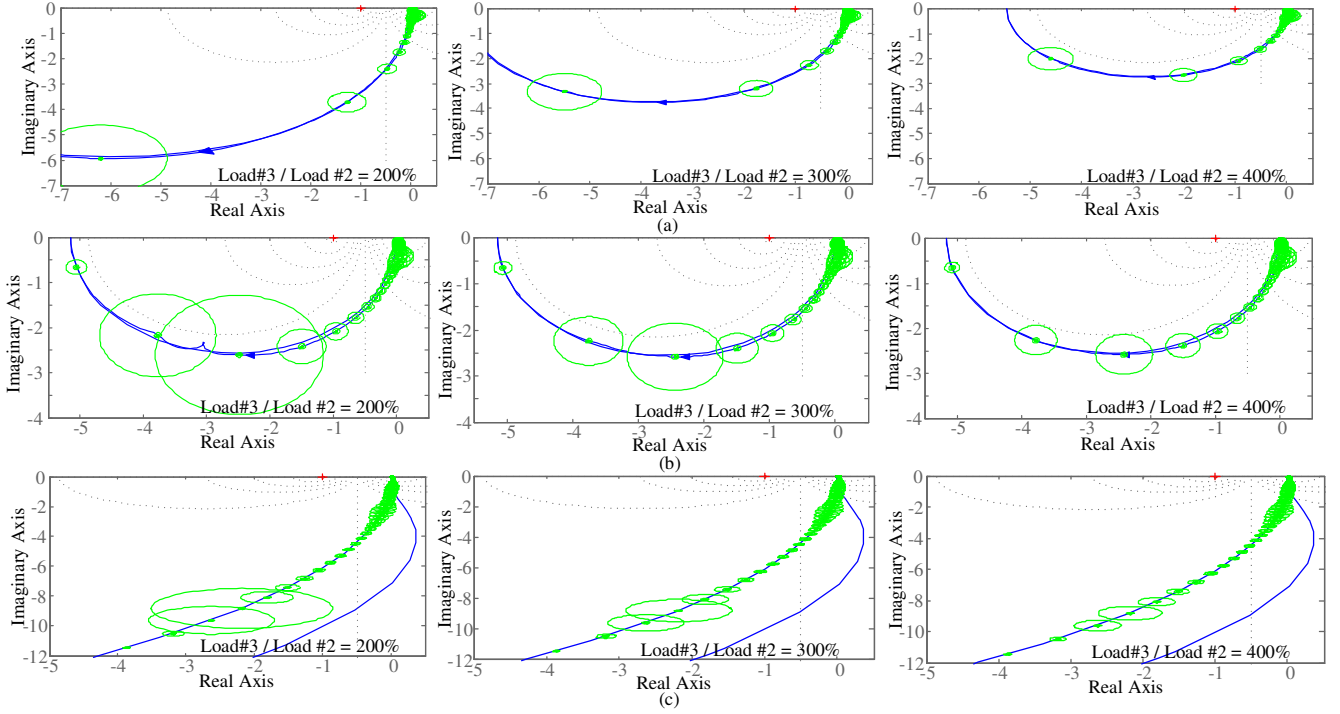 0
-1
-2
-3
-4
-5
-6
-7
Imaginary Axis
Load#3 / Load #2 = 200%
-7 -6 -5 -4 -3 -2 -1 0
Real Axis
0
-1
-2
-3
-4
-5
-6
-7
Imaginary Axis
Load#3 / Load #2 = 300%
-7 -6 -5 -4 -3 -2 -1 0
Real Axis
0
-1
-2
-3
-4
-5
-6
-7
Imaginary Axis
Load#3 / Load #2 = 400%
-7 -6 -5 -4 -3 -2 -1 0
Real Axis
(a)
0
-1
-2
-3
-4
Imaginary Axis
Load#3 / Load #2 = 200%
-5 -4 -3 -2 -1 0
Real Axis
0
-1
-2
-3
-4
Imaginary Axis
Load#3 / Load #2 = 300%
-5 -4 -3 -2 -1 0
Real Axis
0
-1
-2
-3
-4
Imaginary Axis
Load#3 / Load #2 = 400%
-5 -4 -3 -2 -1 0
Real Axis
(b)
0
-2
-4
-6
-8
-10
-12
Imaginary Axis
Load#3 / Load #2 = 200%
-5 -4 -3 -2 -1 0
Real Axis
0
-2
-4
-6
-8
-10
-12
Imaginary Axis
Load#3 / Load #2 = 300%
-5 -4 -3 -2 -1 0
Real Axis
0
-2
-4
-6
-8
-10
-12
Imaginary Axis
Load#3 / Load #2 = 400%
-5 -4 -3 -2 -1 0
Real Axis
(c)